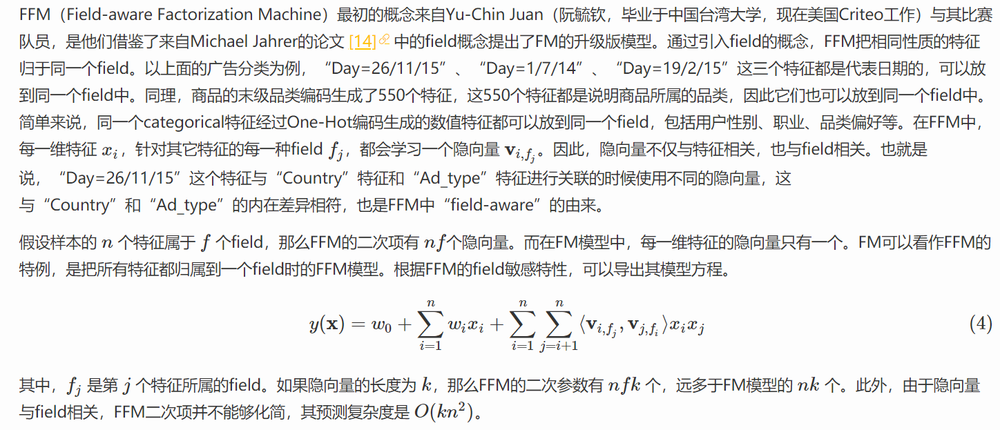 FFM（Field-aware Factorization Machine）最初的概念来自Yu-Chin Juan（阮毓钦，毕业于中国台湾大学，现在美国Criteo工作）与其比赛
队员，是他们借鉴了来自Michael Jahrer的论文 [14] 中的field概念提出了FM的升级版模型。通过引入field的概念，FFM把相同性质的特征
归于同一个field。以上面的广告分类为例，“Day=26/11/15”、“Day=1/7/14”、“Day=19/2/15”这三个特征都是代表日期的，可以放
到同一个field中。同理，商品的末级品类编码生成了550个特征，这550个特征都是说明商品所属的品类，因此它们也可以放到同一个field中。
简单来说，同一个categorical特征经过One-Hot编码生成的数值特征都可以放到同一个field，包括用户性别、职业、品类偏好等。在FFM中，
每一维特征 $x_i$，针对其它特征的每一种field $f_j$，都会学习一个隐向量 $\mathbf{v}_{i,f_j}$。因此，隐向量不仅与特征相关，也与field相关。也就是
说，“Day=26/11/15”这个特征与“Country”特征和“Ad_type”特征进行关联的时候使用不同的隐向量，这
与“Country”和“Ad_type”的内在差异相符，也是FFM中“field-aware”的由来。
假设样本的 $n$ 个特征属于 $f$ 个field，那么FFM的二次项有 $nf$个隐向量。而在FM模型中，每一维特征的隐向量只有一个。FM可以看作FFM的
特例，是把所有特征都归属到一个field时的FFM模型。根据FFM的field敏感特性，可以导出其模型方程。
$y(\mathbf{x}) = w_0 + \sum_{i=1}^{n} w_i x_i + \sum_{i=1}^{n} \sum_{j=i+1}^{n} \langle \mathbf{v}_{i,f_j}, \mathbf{v}_{j,f_i} \rangle x_i x_j$ (4)
其中，$f_j$ 是第 $j$ 个特征所属的field。如果隐向量的长度为 $k$，那么FFM的二次参数有 $nfk$ 个，远多于FM模型的 $nk$ 个。此外，由于隐向量
与field相关，FFM二次项并不能够化简，其预测复杂度是 $O(kn^2)$。